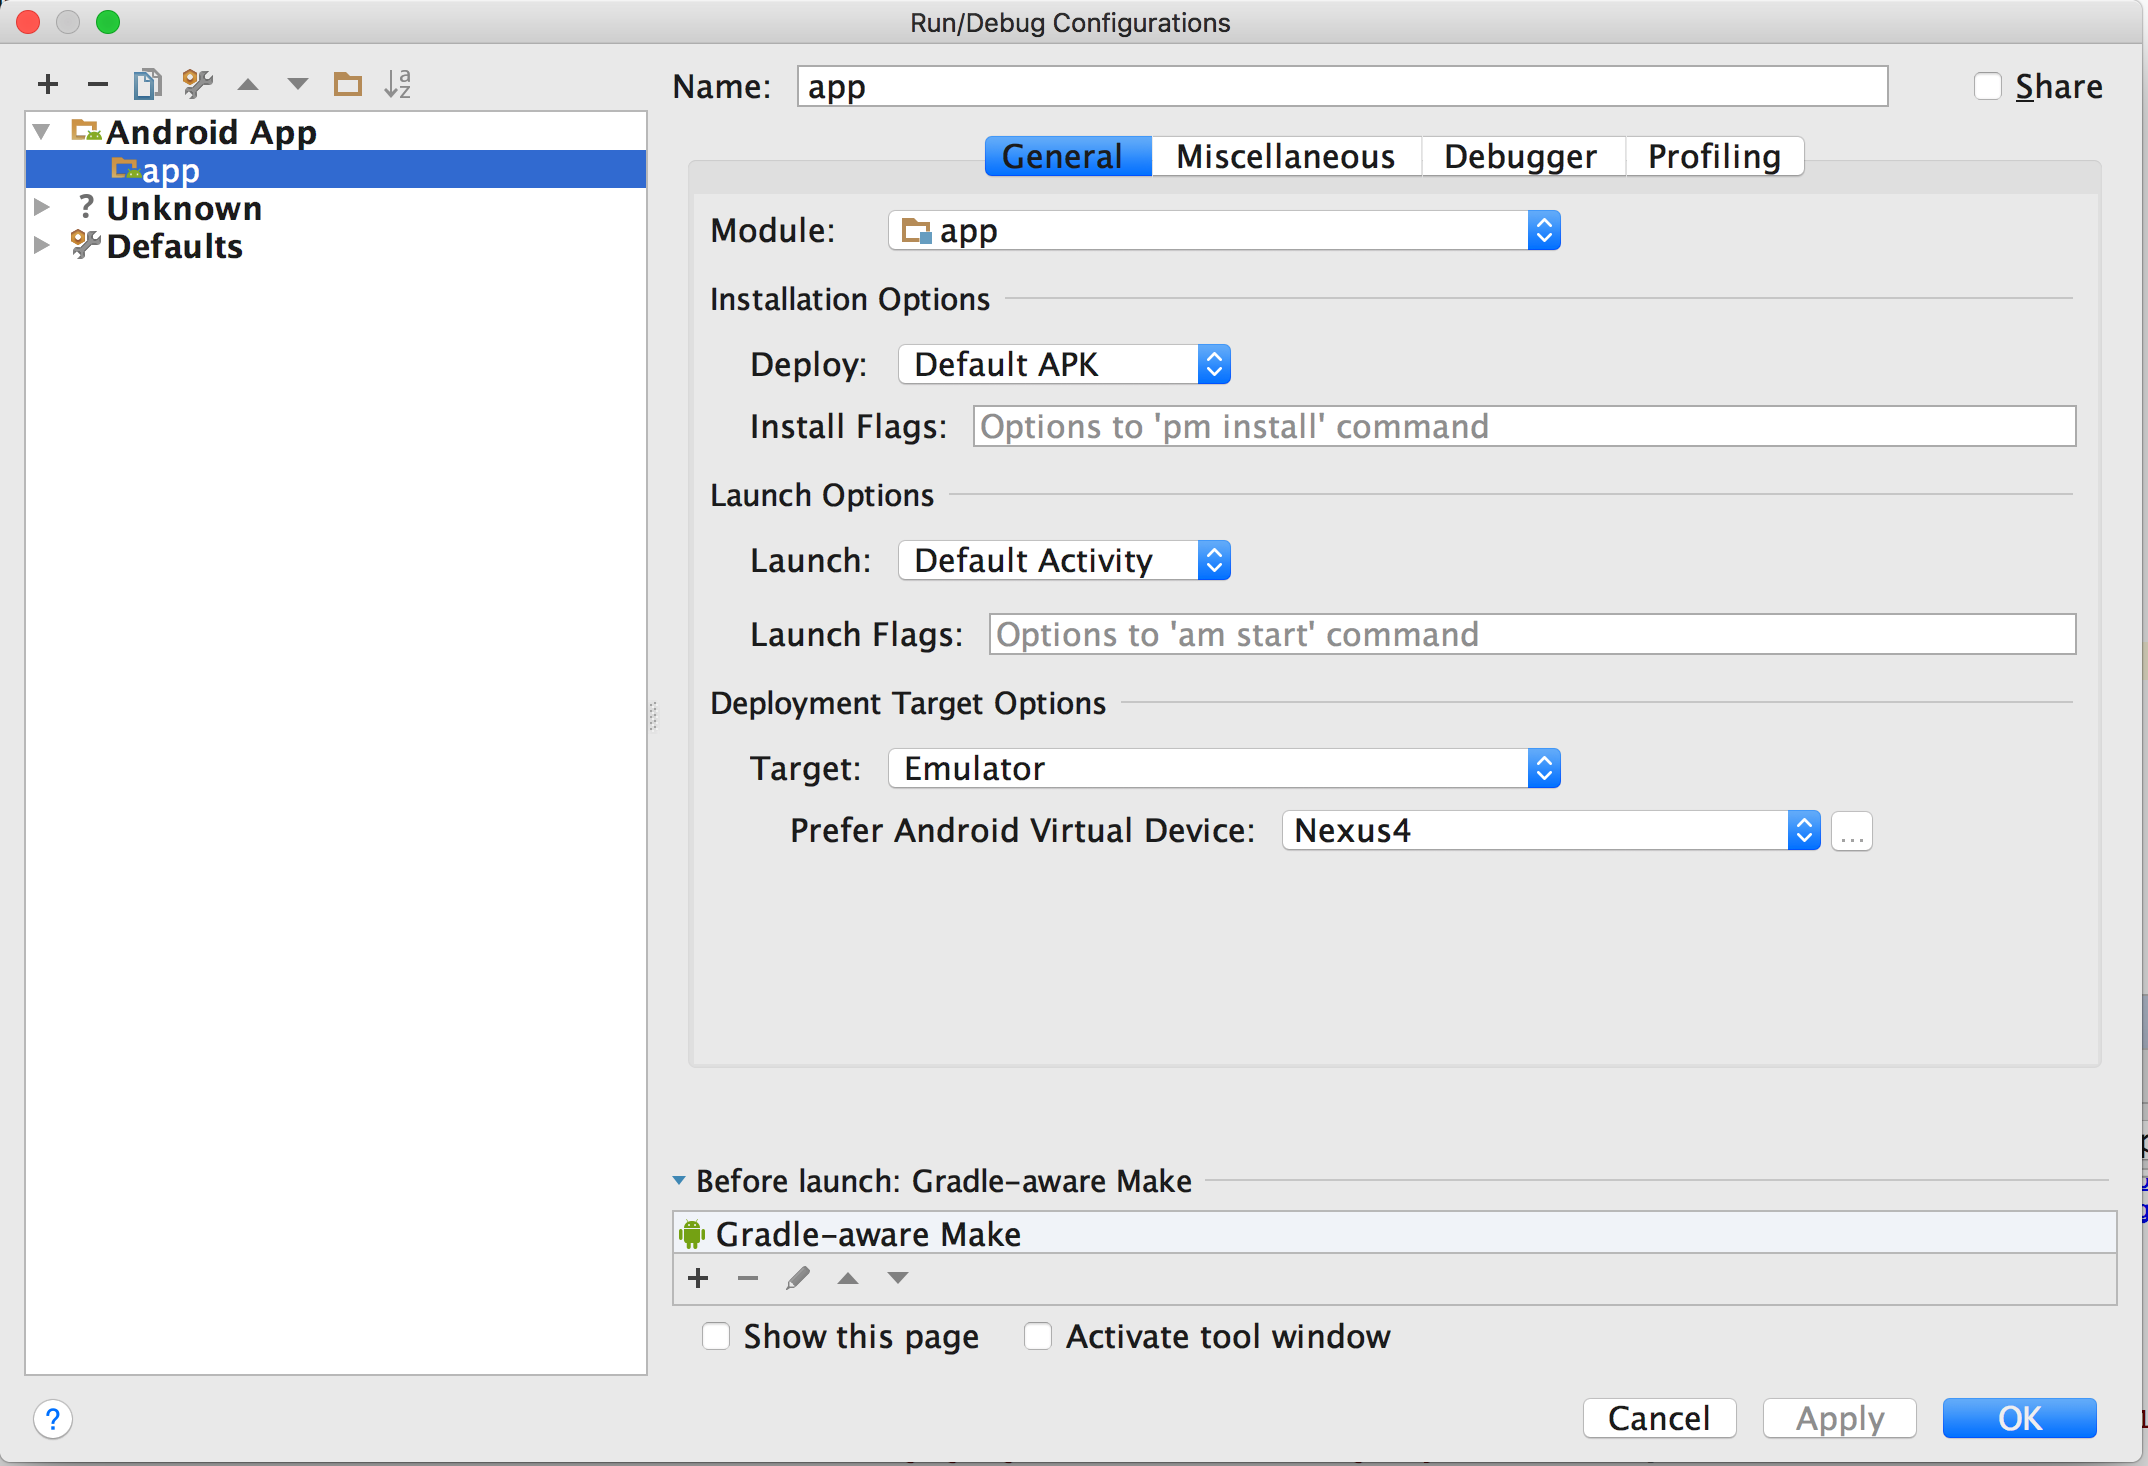 Run/Debug Configurations
Name: app
Share
Android App
app
? Unknown
Defaults
General Miscellaneous Debugger Profiling
Module: app
Installation Options
Deploy: Default APK
Install Flags: Options to 'pm install' command
Launch Options
Launch: Default Activity
Launch Flags: Options to 'am start' command
Deployment Target Options
Target: Emulator
Prefer Android Virtual Device: Nexus4 ...
Before launch: Gradle-aware Make
Gradle-aware Make
Show this page Activate tool window
? Cancel Apply OK